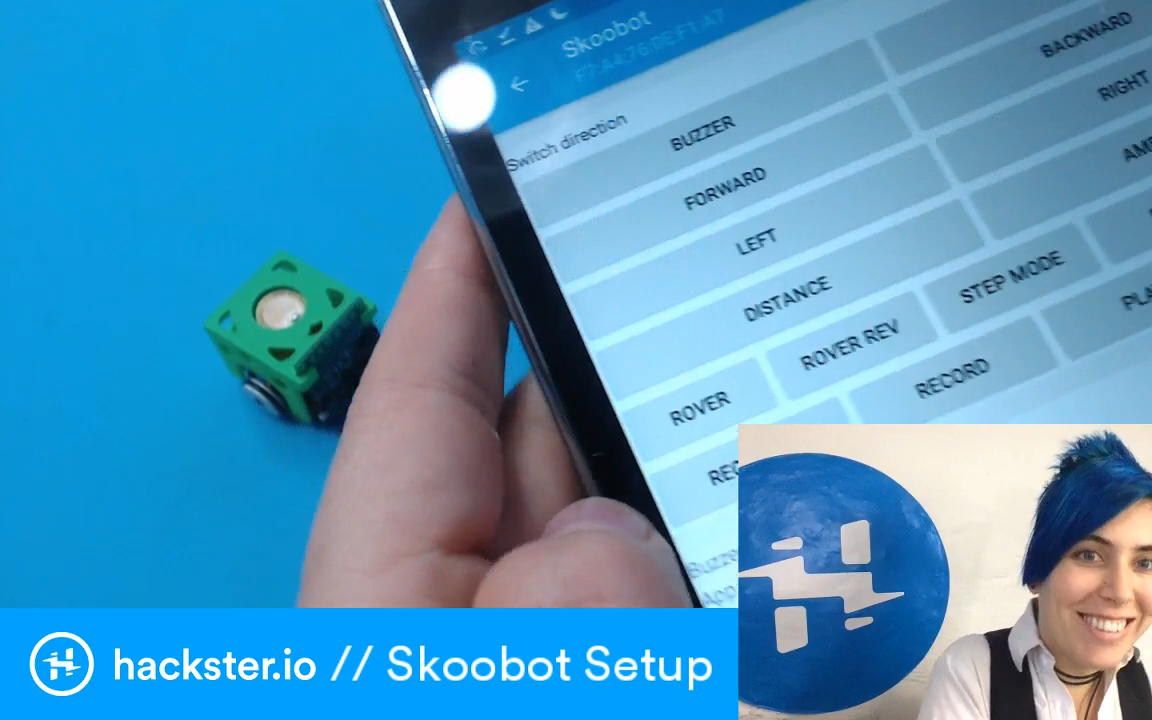 Skoobot
Switch direction
BUZZER
BACKWARD
FORWARD
RIGHT
LEFT
DISTANCE
STEP MODE
ROVER
ROVER REV
RECORD
hackster.io // Skoobot Setup